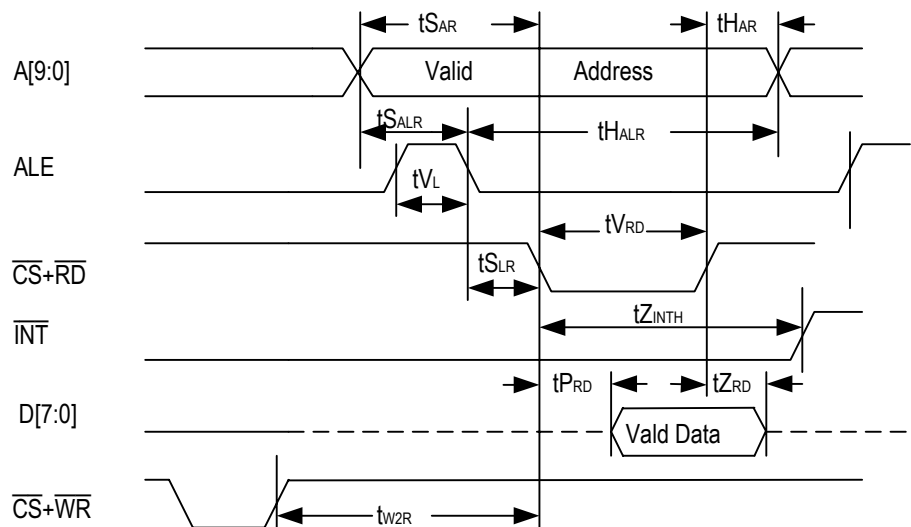 tSAR tHAR
A[9:0] Valid Address
tSALR tHALR
ALE
tVL
tVRD
CS+RD
tSLR
tZINTH
INT
tPRD tZRD
D[7:0]
Vald Data
CS+WR
tW2R